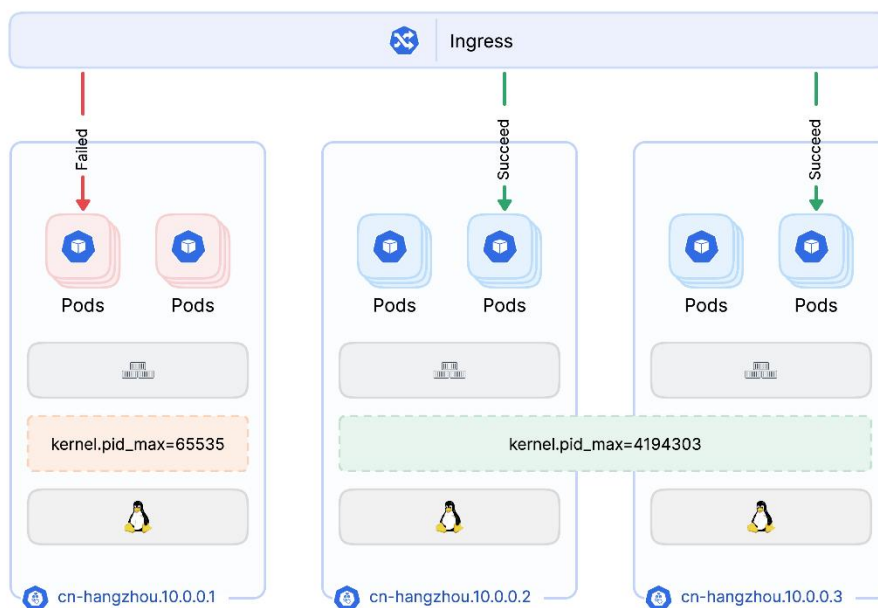 Ingress
Failed
Succeed
Succeed
Pods
Pods
Pods
Pods
Pods
Pods
kernel.pid_max=65535
kernel.pid_max=4194303
cn-hangzhou.10.0.0.1
cn-hangzhou.10.0.0.2
cn-hangzhou.10.0.0.3